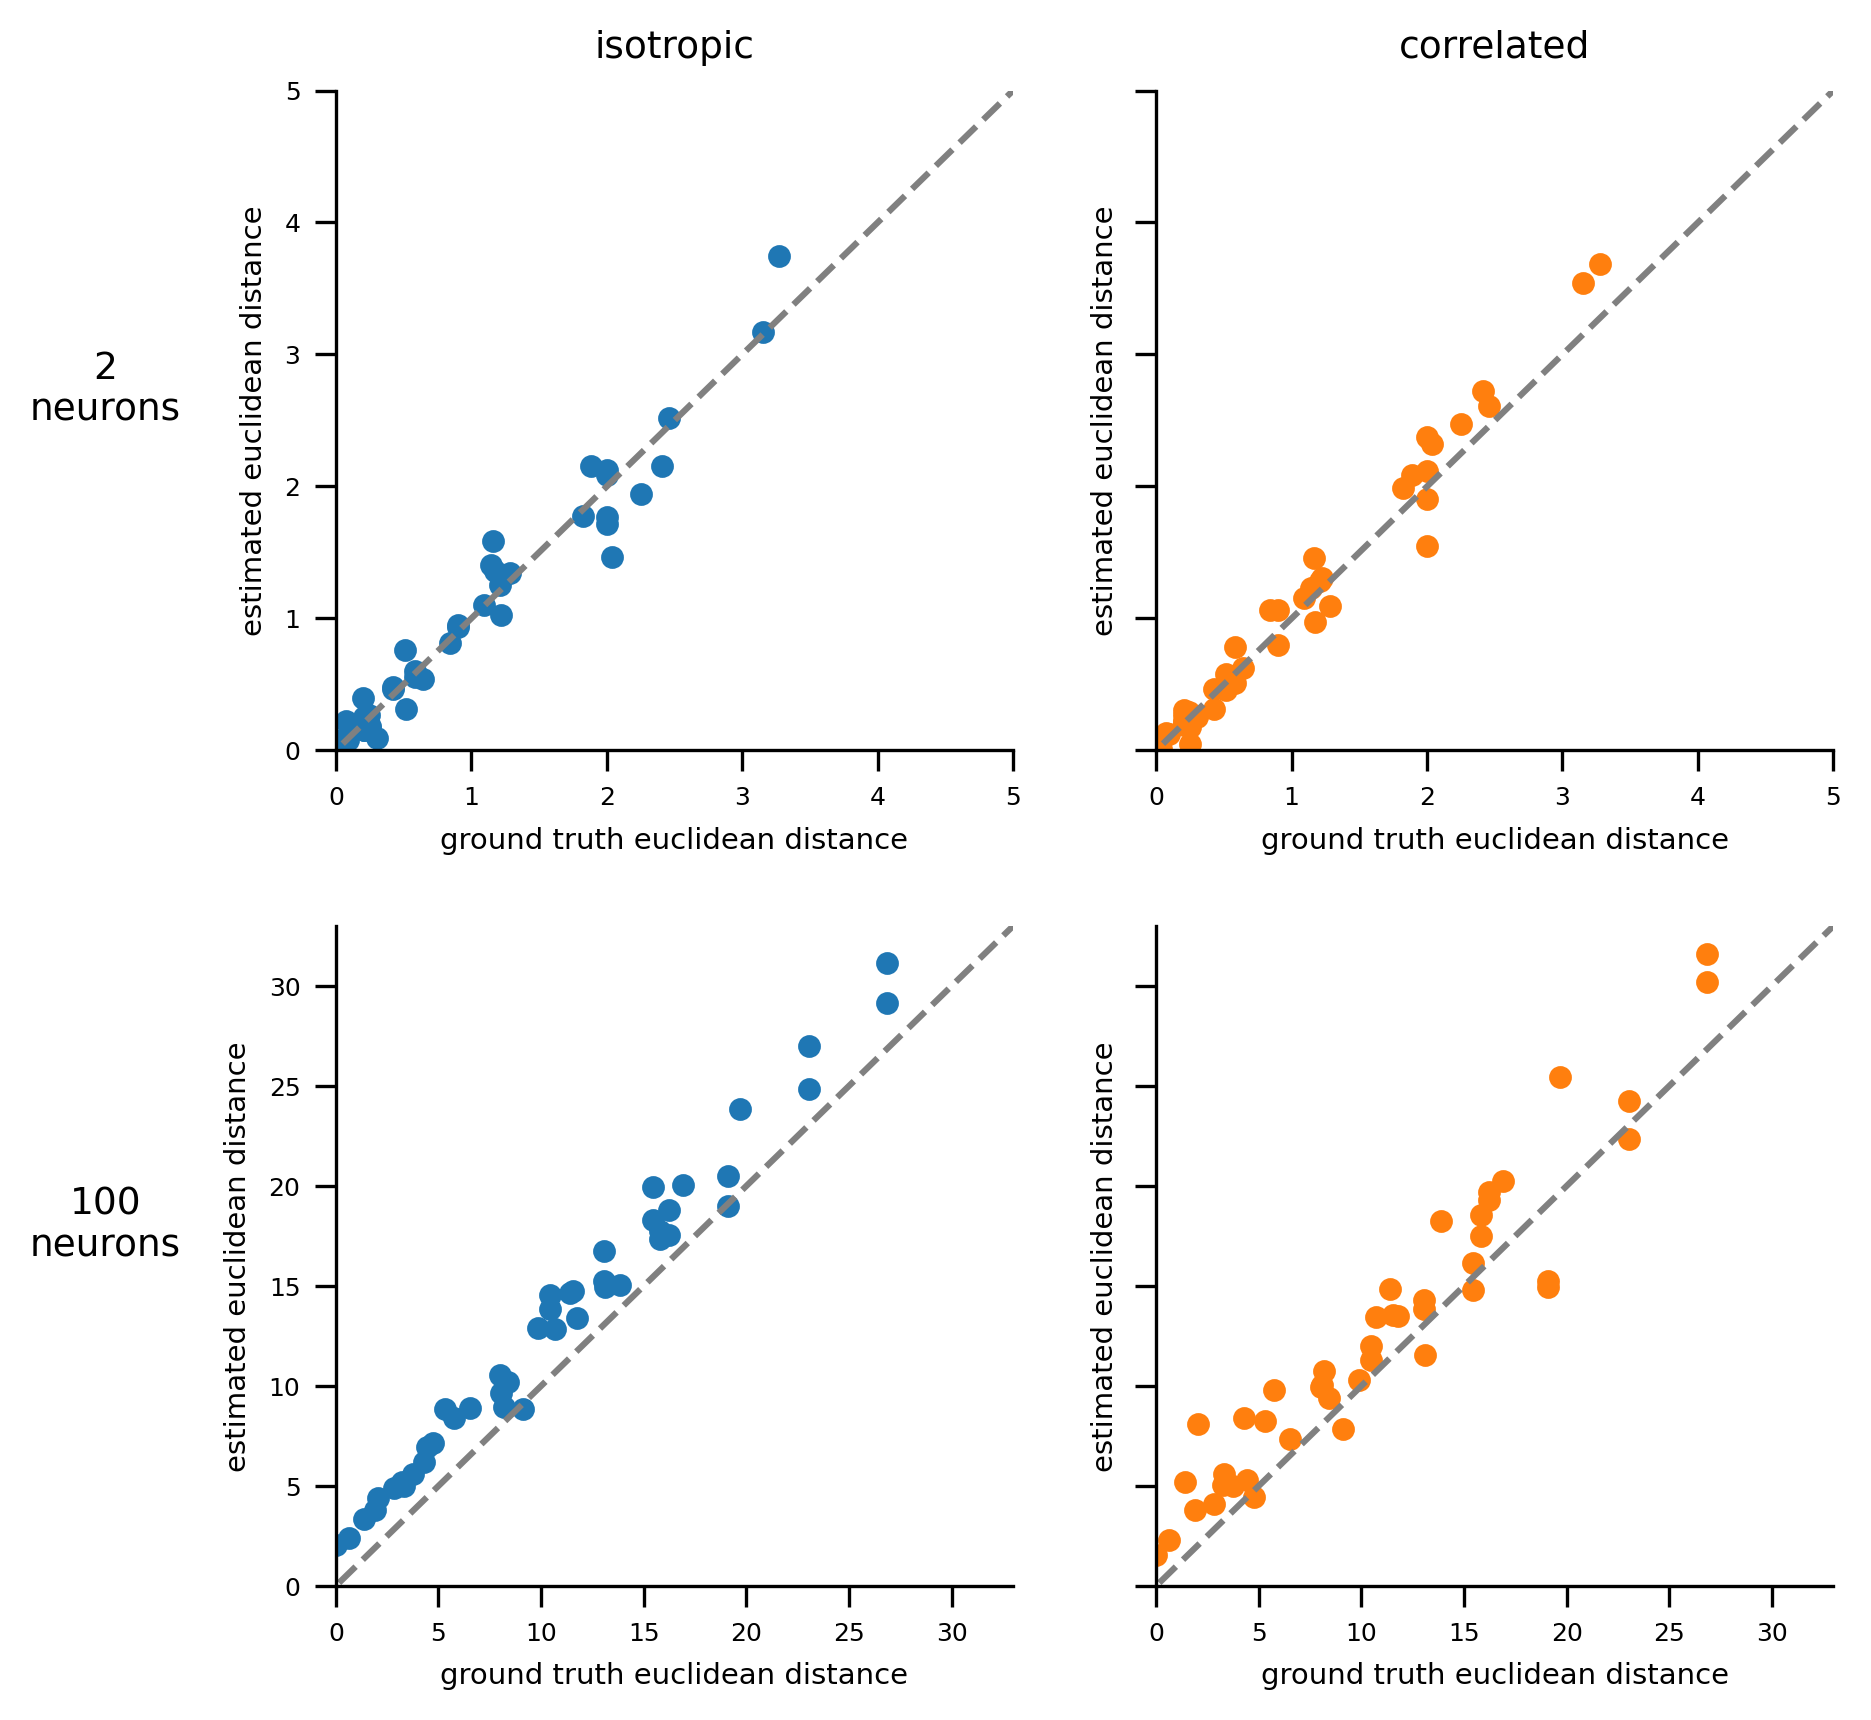 isotropic
correlated
2
neurons
estimated euclidean distance
5
4
3
2
1
0
0 1 2 3 4 5
ground truth euclidean distance
estimated euclidean distance
0 1 2 3 4 5
ground truth euclidean distance
100
neurons
estimated euclidean distance
30
25
20
15
10
5
0
0 5 10 15 20 25 30
ground truth euclidean distance
estimated euclidean distance
0 5 10 15 20 25 30
ground truth euclidean distance